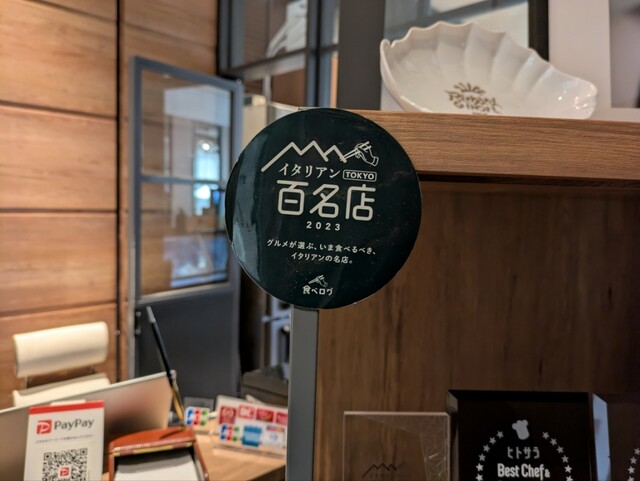 イタリアン TOKYO
百名店
2023
グルメが選ぶ、いま食べるべき、
イタリアンの名店。
食べログ
PayPay
JCB
ヒトサラ
Best Chef &